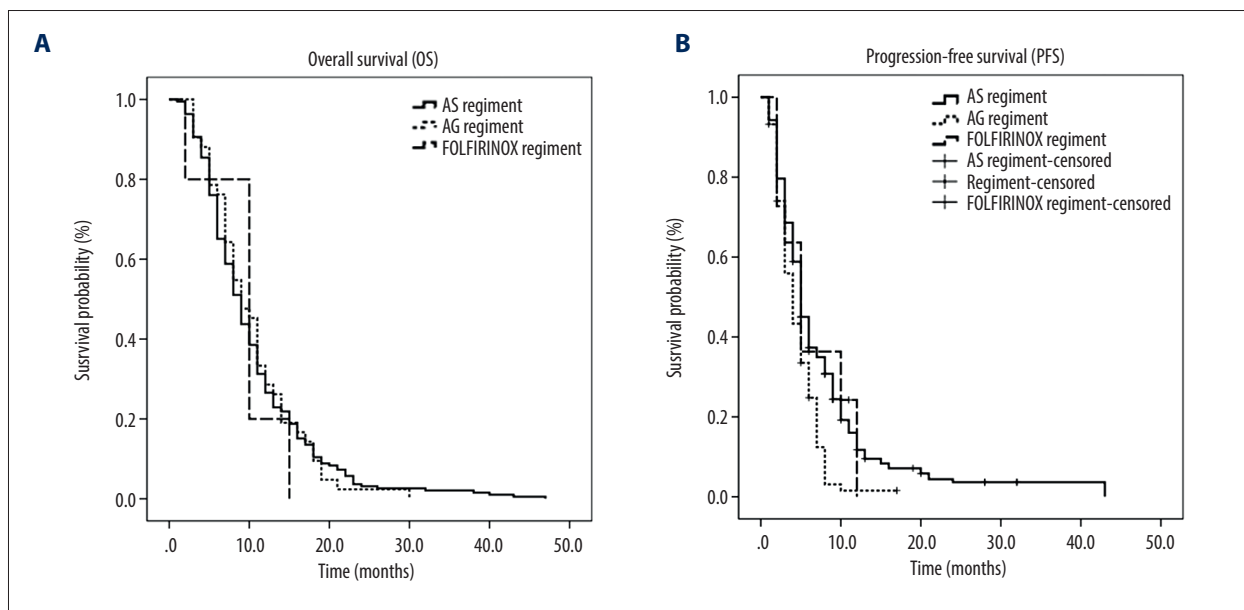 A
Overall survival (OS)
Susrvival probability (%)
1.0
0.8
0.6
0.4
0.2
0.0
AS regiment
AG regiment
FOLFIRINOX regiment
.0 10.0 20.0 30.0 40.0 50.0
Time (months)
B
Progression-free survival (PFS)
Susrvival probability (%)
1.0
0.8
0.6
0.4
0.2
0.0
AS regiment
AG regiment
FOLFIRINOX regiment
AS regiment-censored
Regiment-censored
FOLFIRINOX regiment-censored
.0 10.0 20.0 30.0 40.0 50.0
Time (months)